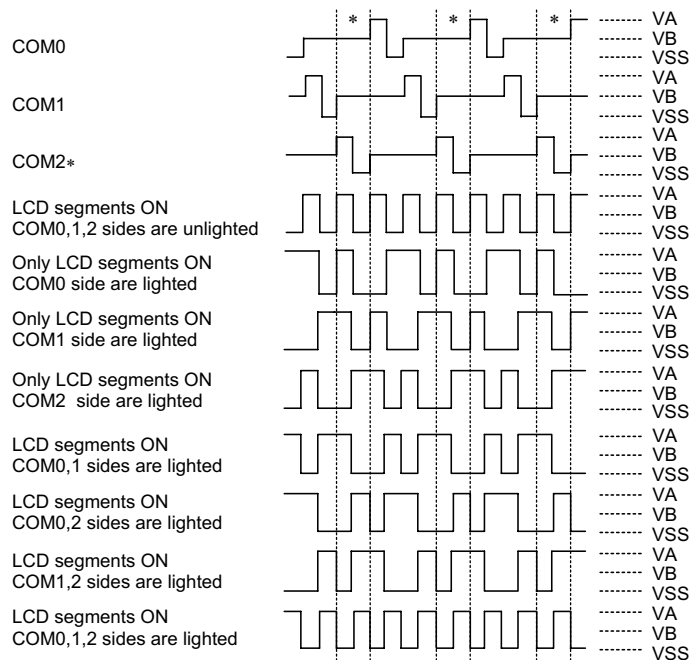 * * *
COM0
VA
VB
VSS
COM1
VA
VB
VSS
COM2*
VA
VB
VSS
LCD segments ON
COM0,1,2 sides are unlighted
VA
VB
VSS
Only LCD segments ON
COM0 side are lighted
VA
VB
VSS
Only LCD segments ON
COM1 side are lighted
VA
VB
VSS
Only LCD segments ON
COM2 side are lighted
VA
VB
VSS
LCD segments ON
COM0,1 sides are lighted
VA
VB
VSS
LCD segments ON
COM0,2 sides are lighted
VA
VB
VSS
LCD segments ON
COM1,2 sides are lighted
VA
VB
VSS
LCD segments ON
COM0,1,2 sides are lighted
VA
VB
VSS